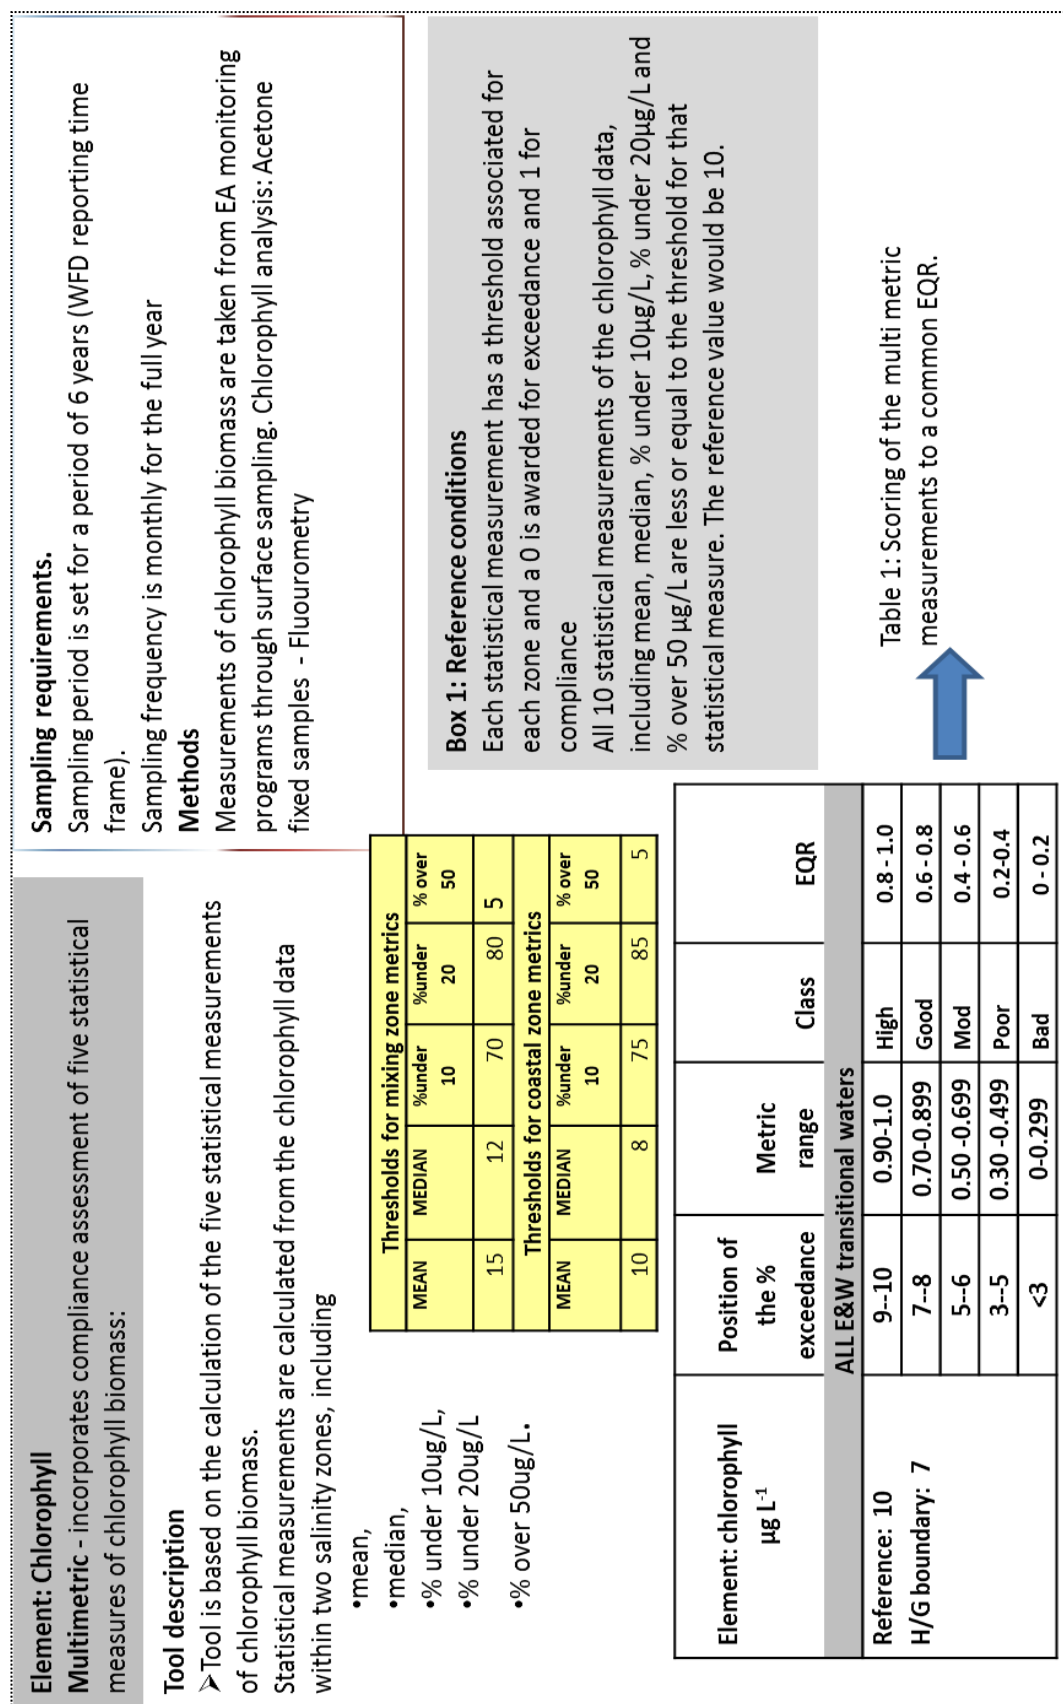 Element: Chlorophyll
Multimetric - incorporates compliance assessment of five statistical
measures of chlorophyll biomass:
Tool description
➢Tool is based on the calculation of the five statistical measurements
of chlorophyll biomass.
Statistical measurements are calculated from the chlorophyll data
within two salinity zones, including
•mean,
•median,
•% under 10ug/L,
•% under 20ug/L
•% over 50ug/L.
Sampling requirements.
Sampling period is set for a period of 6 years (WFD reporting time
frame).
Sampling frequency is monthly for the full year
Methods
Measurements of chlorophyll biomass are taken from EA monitoring
programs through surface sampling. Chlorophyll analysis: Acetone
fixed samples - Fluourometry
Thresholds for mixing zone metrics
MEAN MEDIAN %under 10 %under 20 % over 50
15 12 70 80 5
Thresholds for coastal zone metrics
MEAN MEDIAN %under 10 %under 20 % over 50
10 8 75 85 5
Box 1: Reference conditions
Each statistical measurement has a threshold associated for
each zone and a 0 is awarded for exceedance and 1 for
compliance
All 10 statistical measurements of the chlorophyll data,
including mean, median, % under 10µg/L, % under 20µg/L and
% over 50 µg/L are less or equal to the threshold for that
statistical measure. The reference value would be 10.
Element: chlorophyll
µg L-1
Position of
the %
exceedance
Metric
range
Class
EQR
ALL E&W transitional waters
Reference: 10
H/G boundary: 7
9--10 0.90-1.0 High 0.8 - 1.0
7--8 0.70-0.899 Good 0.6 - 0.8
5--6 0.50 -0.699 Mod 0.4 - 0.6
3--5 0.30 -0.499 Poor 0.2-0.4
<3 0-0.299 Bad 0 - 0.2
Table 1: Scoring of the multi metric
measurements to a common EQR.